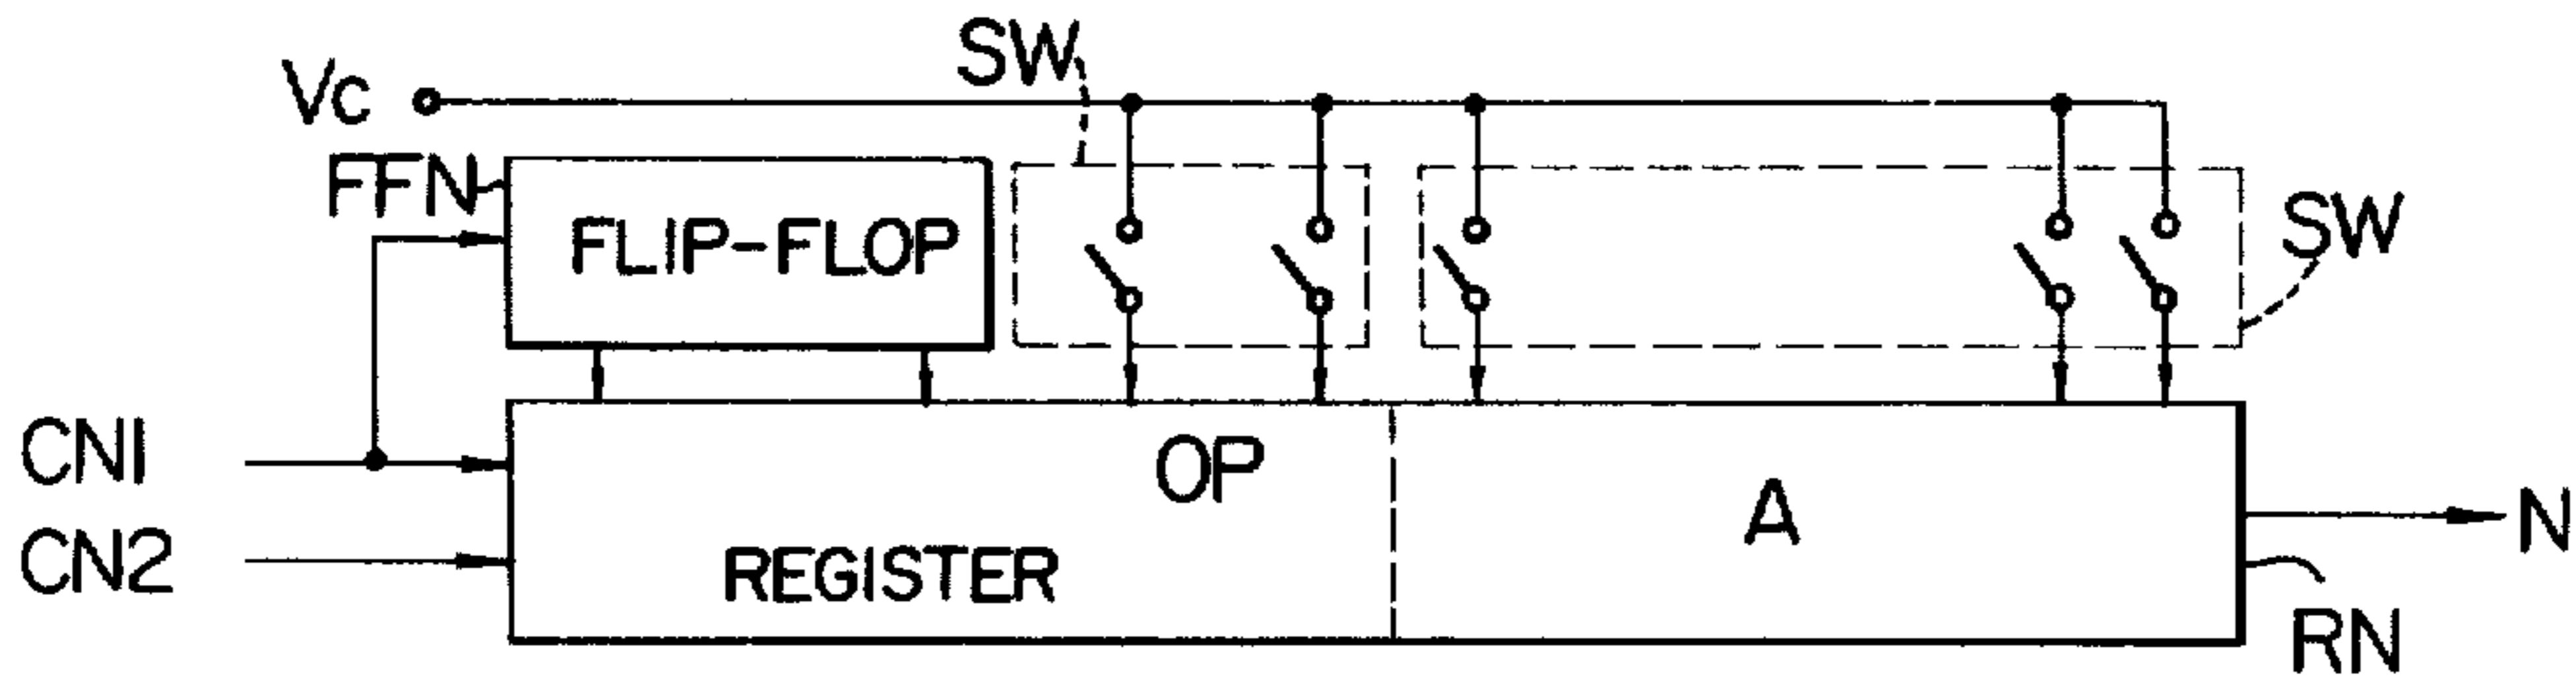 SW
Vc
FFN
FLIP-FLOP
SW
CN1
OP
A
N
CN2
REGISTER
RN